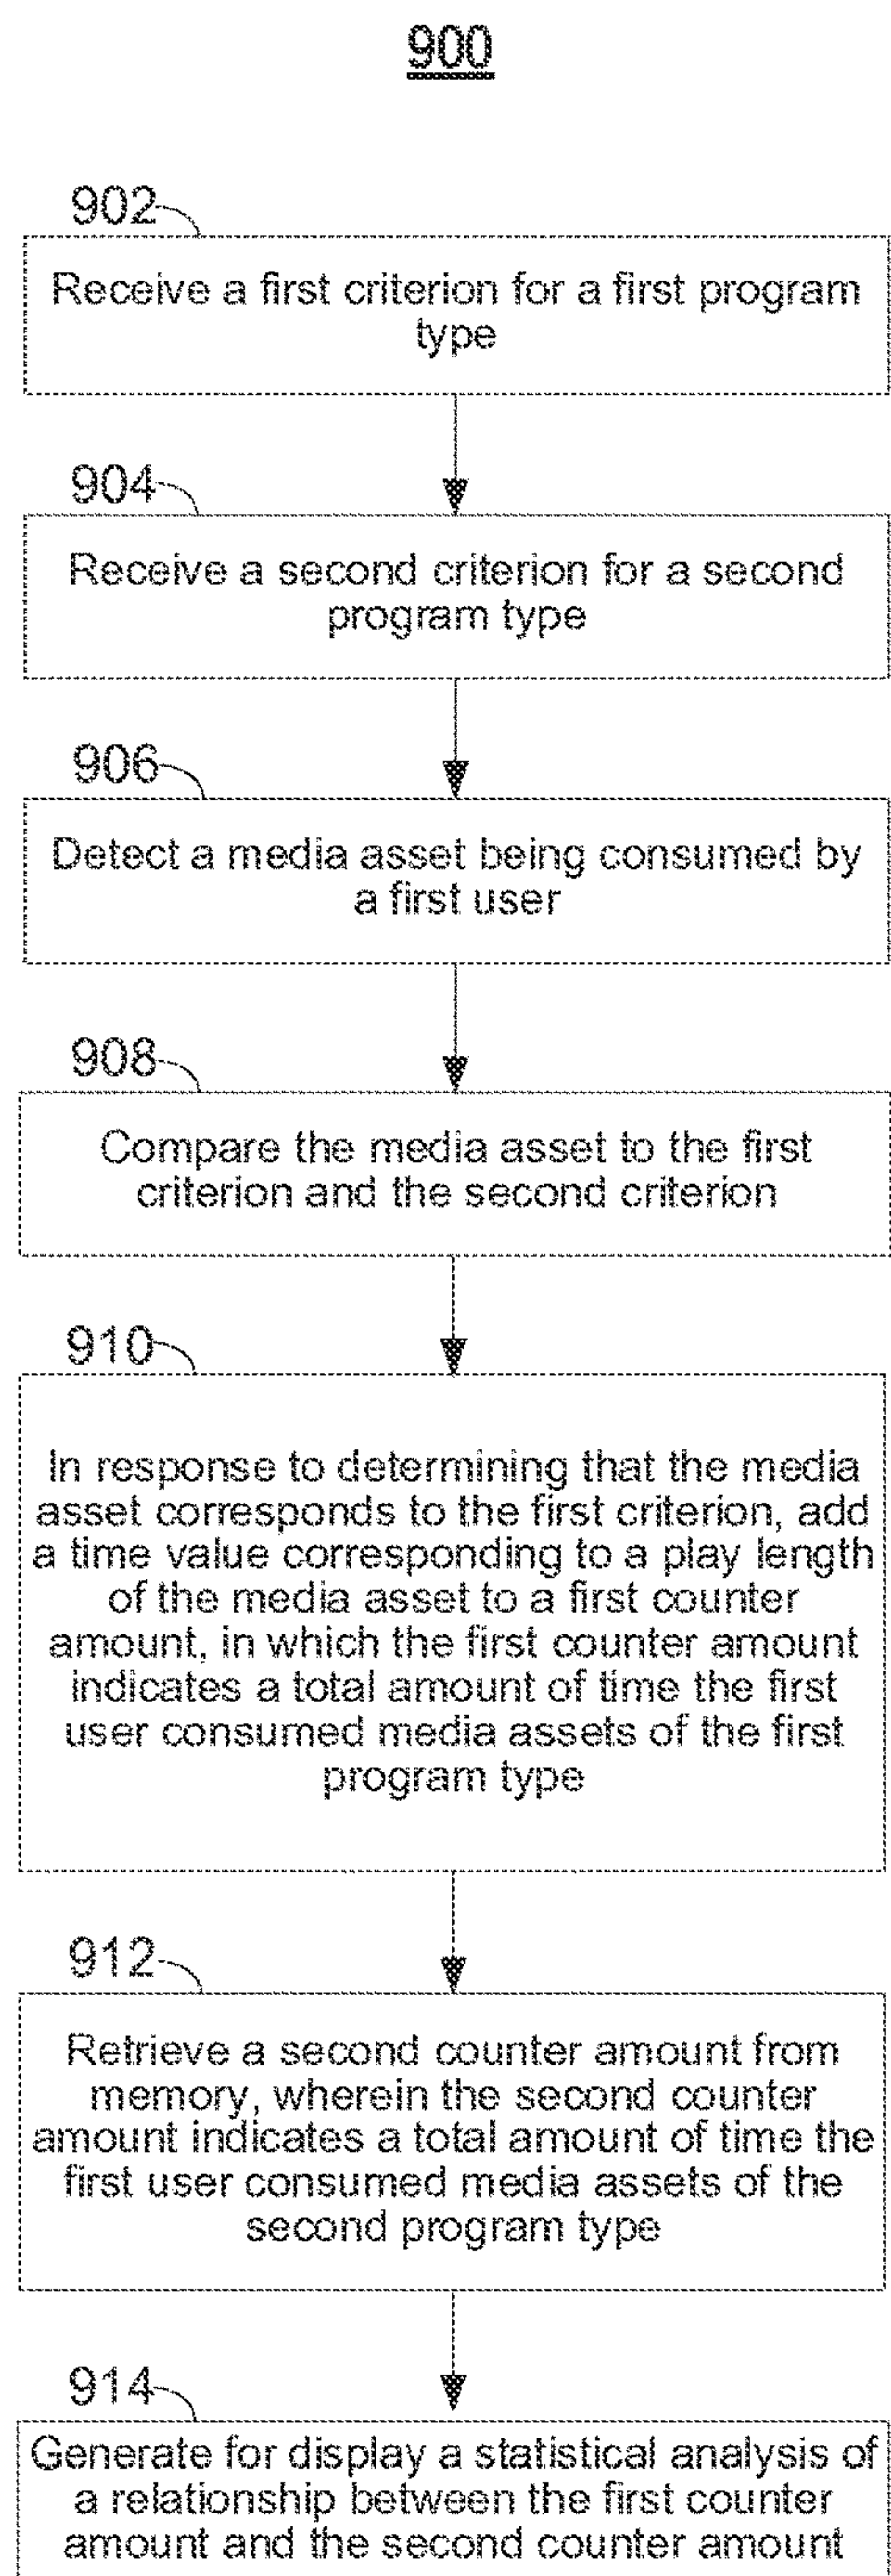 900
902
Receive a first criterion for a first program
type
904
Receive a second criterion for a second
program type
906
Detect a media asset being consumed by
a first user
908
Compare the media asset to the first
criterion and the second criterion
910
In response to determining that the media
asset corresponds to the first criterion, add
a time value corresponding to a play length
of the media asset to a first counter
amount, in which the first counter amount
indicates a total amount of time the first
user consumed media assets of the first
program type
912
Retrieve a second counter amount from
memory, wherein the second counter
amount indicates a total amount of time the
first user consumed media assets of the
second program type
914
Generate for display a statistical analysis of
a relationship between the first counter
amount and the second counter amount